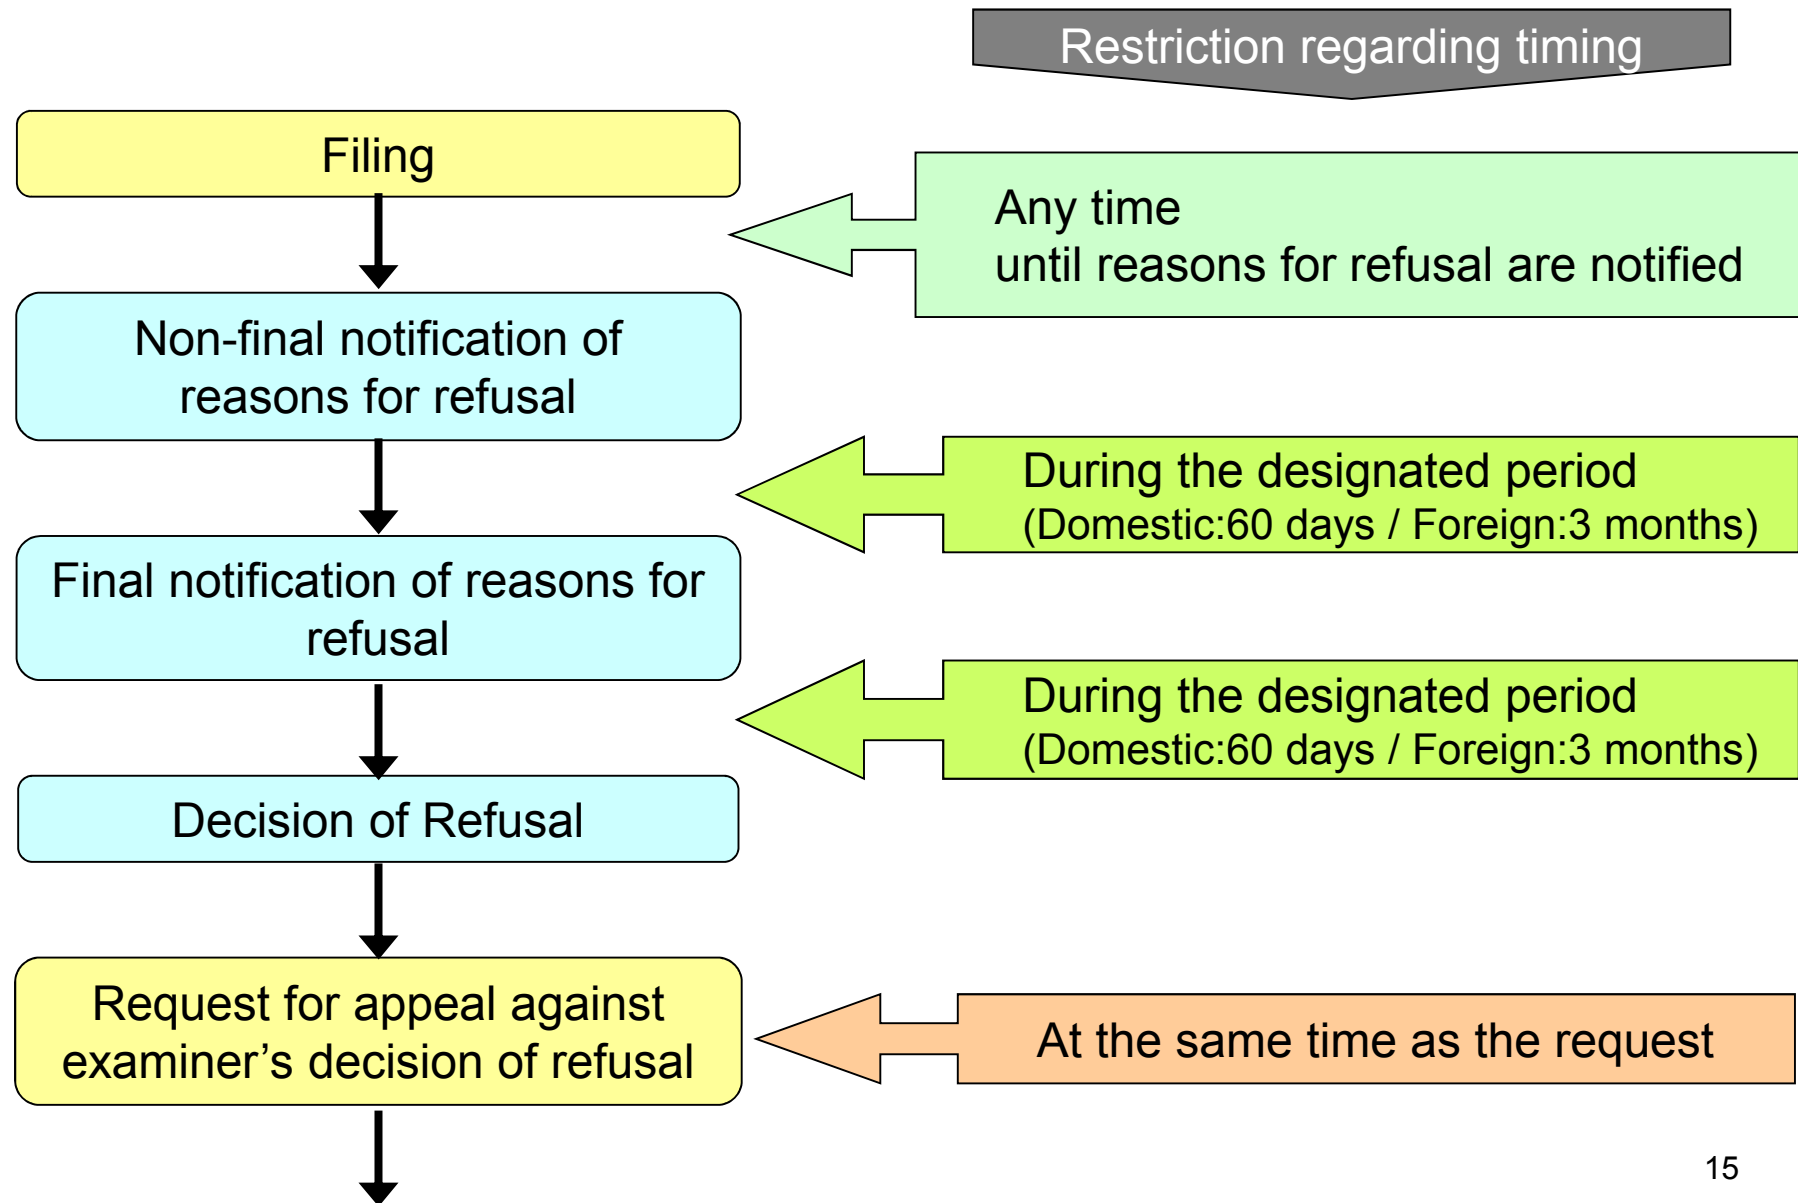 Restriction regarding timing
Filing
Any time
until reasons for refusal are notified
Non-final notification of
reasons for refusal
During the designated period
(Domestic:60 days / Foreign:3 months)
Final notification of reasons for
refusal
During the designated period
(Domestic:60 days / Foreign:3 months)
Decision of Refusal
Request for appeal against
examiner’s decision of refusal
At the same time as the request
15